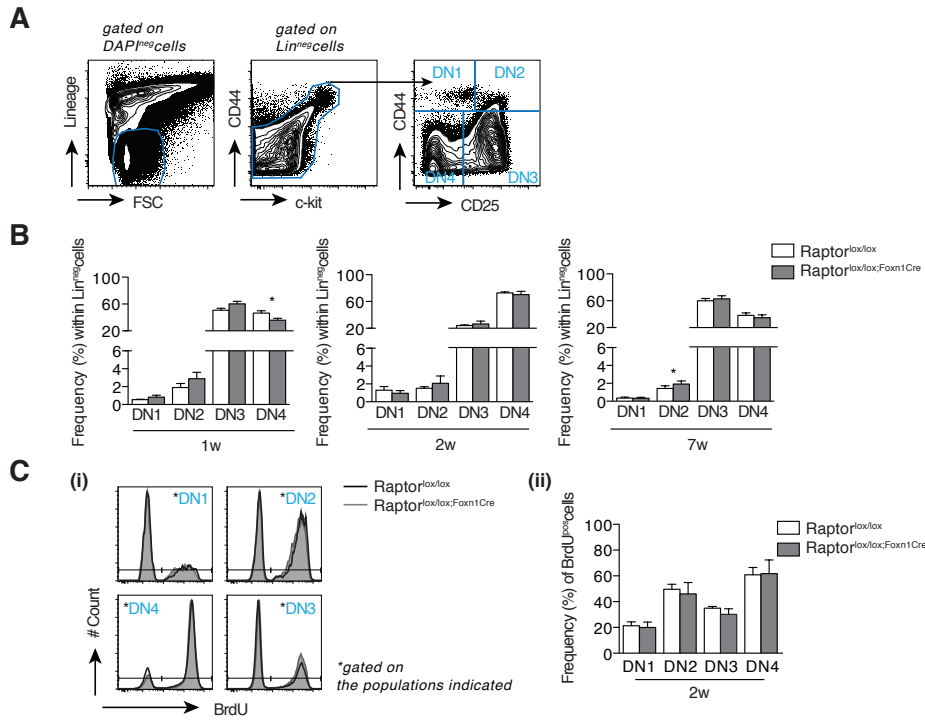 A
gated on
DAPIneg cells
gated on
Linneg cells
Lineage
FSC
CD44
c-kit
DN1
DN2
DN4
DN3
CD44
CD25
B
Frequency (%) within Linneg cells
100
60
20
6
4
2
0
*
DN1
DN2
DN3
DN4
1w
Frequency (%) within Linneg cells
100
60
20
6
4
2
0
DN1
DN2
DN3
DN4
2w
Frequency (%) within Linneg cells
100
60
20
6
4
2
0
*
DN1
DN2
DN3
DN4
7w
Raptorlox/lox
Raptorlox/lox;Foxn1Cre
C
(i)
*DN1
*DN2
*DN4
*DN3
# Count
BrdU
Raptorlox/lox
Raptorlox/lox;Foxn1Cre
*gated on
the populations indicated
(ii)
Frequency (%) of BrdUpos cells
100
80
60
40
20
0
DN1
DN2
DN3
DN4
2w
Raptorlox/lox
Raptorlox/lox;Foxn1Cre